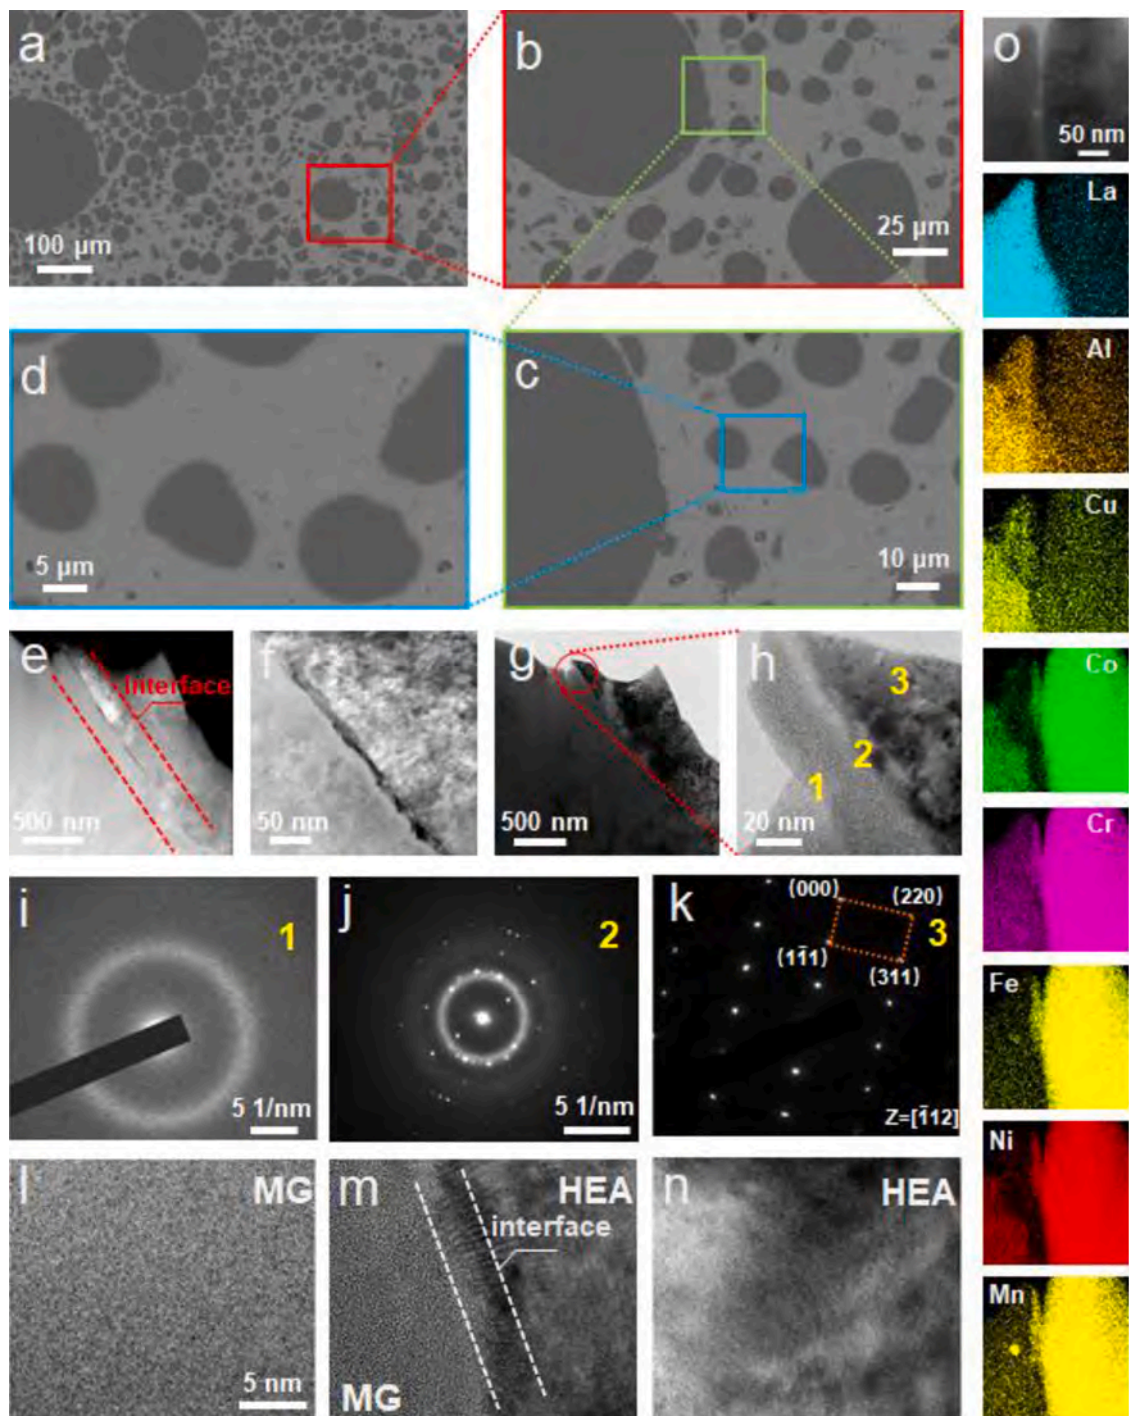 a
100 µm
b
25 µm
o
50 nm
La
Al
Cu
Co
Cr
Fe
Ni
Mn
d
5 µm
c
10 µm
e
Interface
500 nm
f
50 nm
g
500 nm
h
3
2
1
20 nm
i
1
5 1/nm
j
2
5 1/nm
k
(000)
(220)
3
(11̅1)
(311)
Z=[1̅12]
l
MG
5 nm
m
HEA
interface
MG
n
HEA